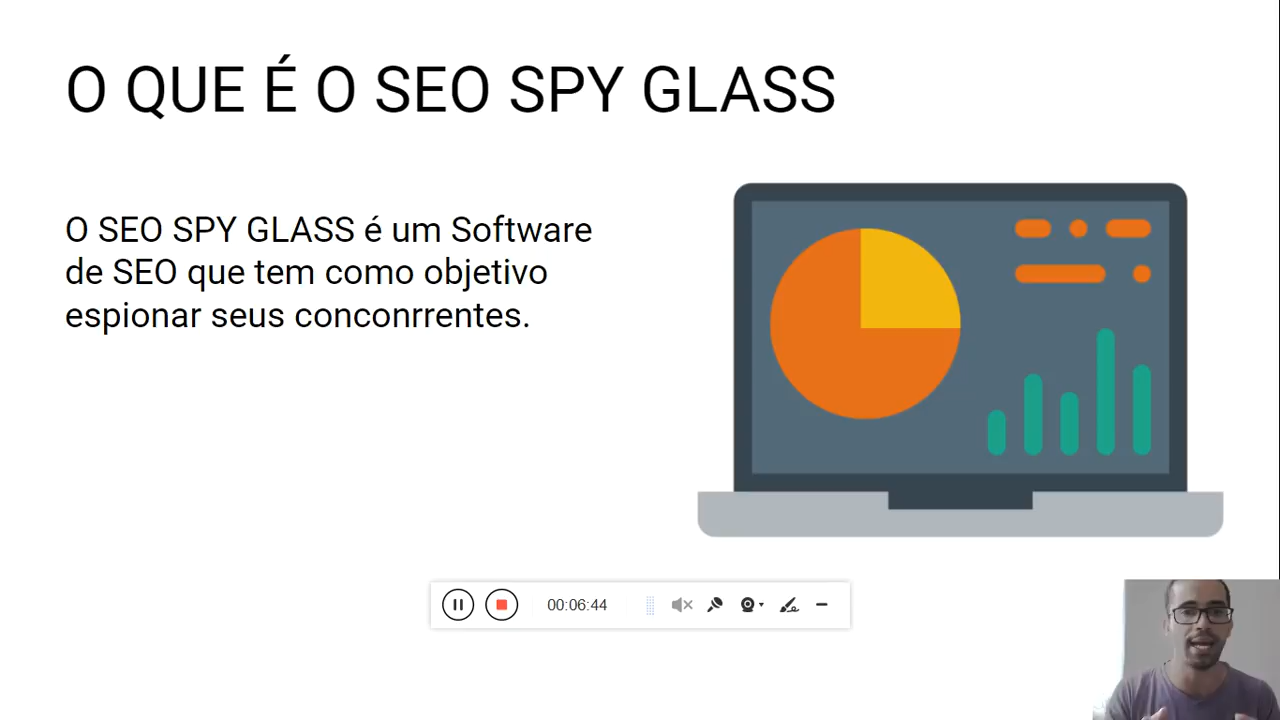 O QUE É O SEO SPY GLASS
O SEO SPY GLASS é um Software
de SEO que tem como objetivo
espionar seus conconrrentes.
00:06:44